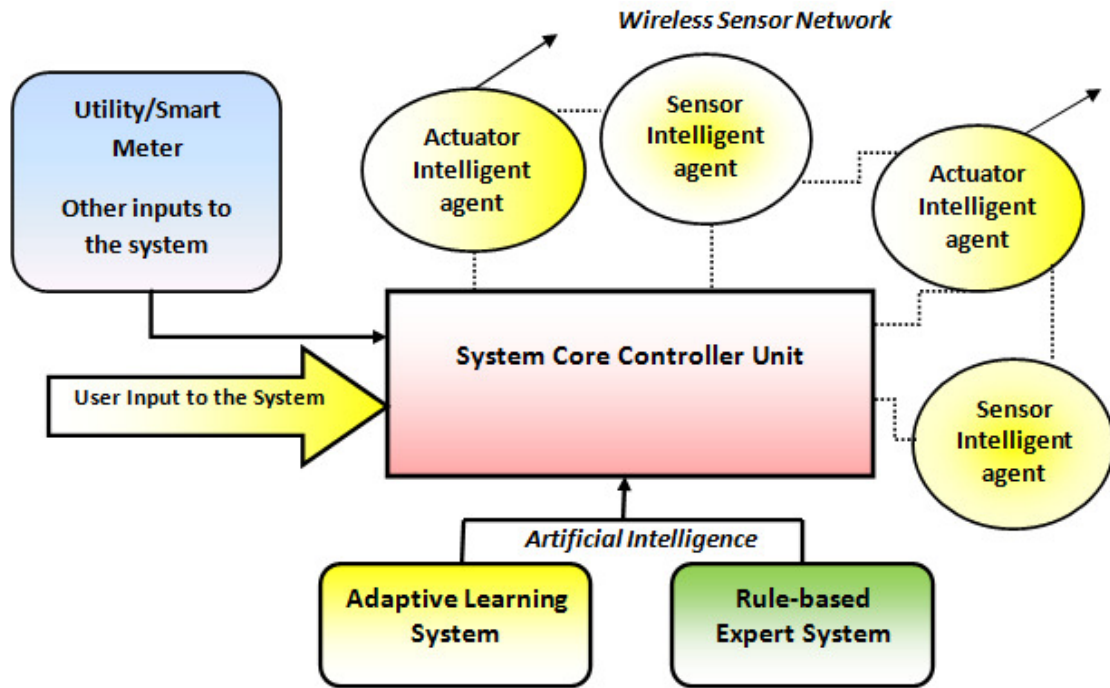 Wireless Sensor Network
Utility/Smart
Meter
Other inputs to
the system
Actuator
Intelligent
agent
Sensor
Intelligent
agent
Actuator
Intelligent
agent
System Core Controller Unit
User Input to the System
Sensor
Intelligent
agent
Artificial Intelligence
Adaptive Learning
System
Rule-based
Expert System